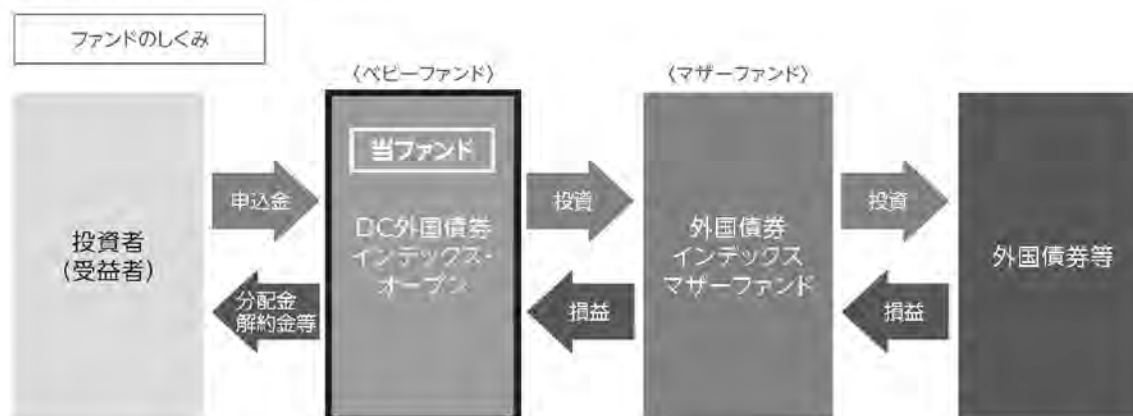 ファンドのしくみ
〈ベビーファンド〉
〈マザーファンド〉
投資者
(受益者)
申込金
分配金
解約金等
当ファンド
DC外国債券
インデックス・
オープン
投資
損益
外国債券
インデックス
マザーファンド
投資
損益
外国債券等